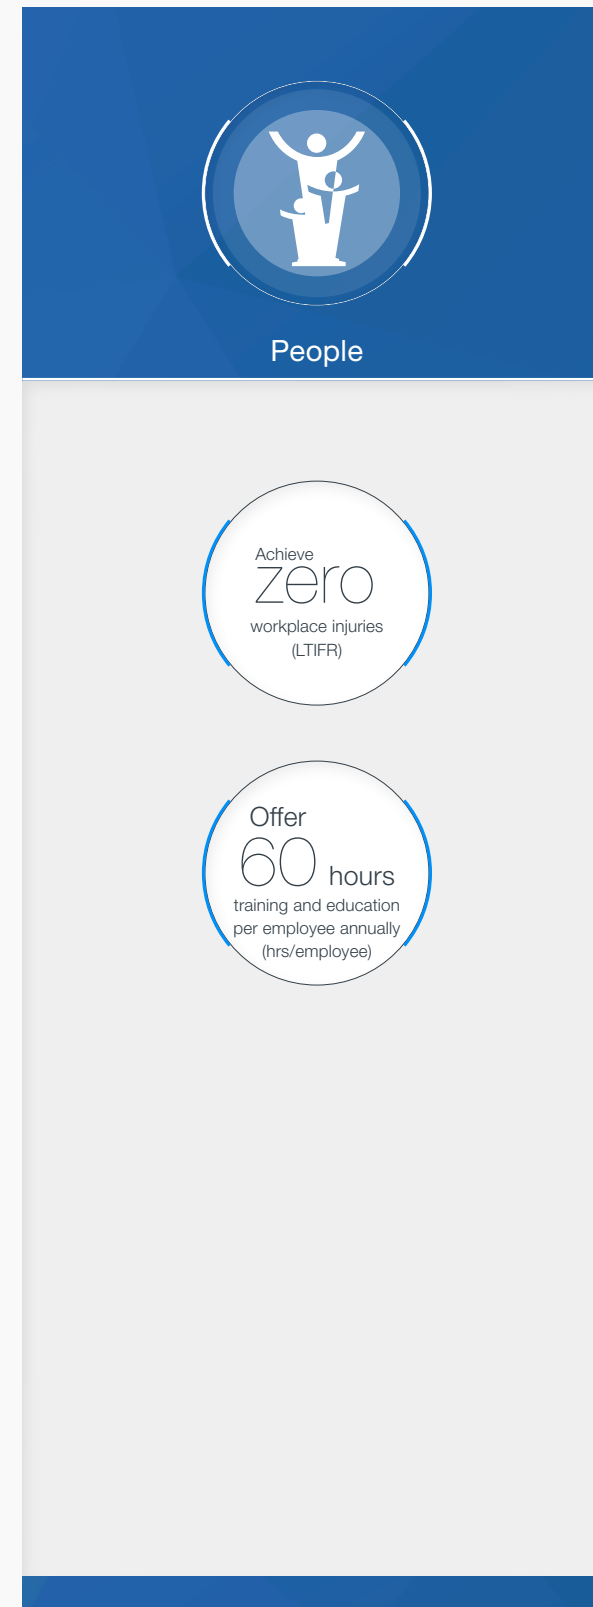 People
Achieve
zero
workplace injuries
(LTIFR)
Offer
60 hours
training and education
per employee annually
(hrs/employee)